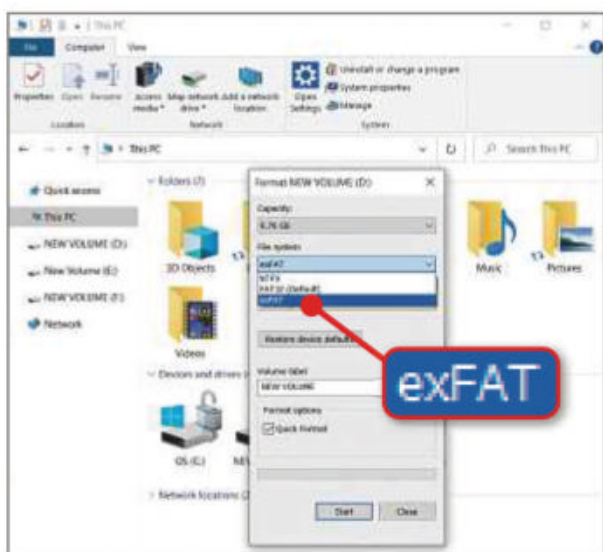 This PC
File Computer View
Properties Open Rename Access media Map network drive Add a network location Open Settings Uninstall or change a program
System properties
Manage
Location Network System
This PC Search This PC
Quick access
This PC
NEW VOLUME (D:)
New Volume (E:)
NEW VOLUME (F:)
Network
Folders (7)
3D Objects
Music
Pictures
Videos
Devices and drives
OS (C:)
Network locations
Format NEW VOLUME (D:)
Capacity:
9.76 GB
File system
exFAT
NTFS
FAT32 (Default)
exFAT
Restore device defaults
Volume label
NEW VOLUME
Format options
Quick Format
Start Close
exFAT